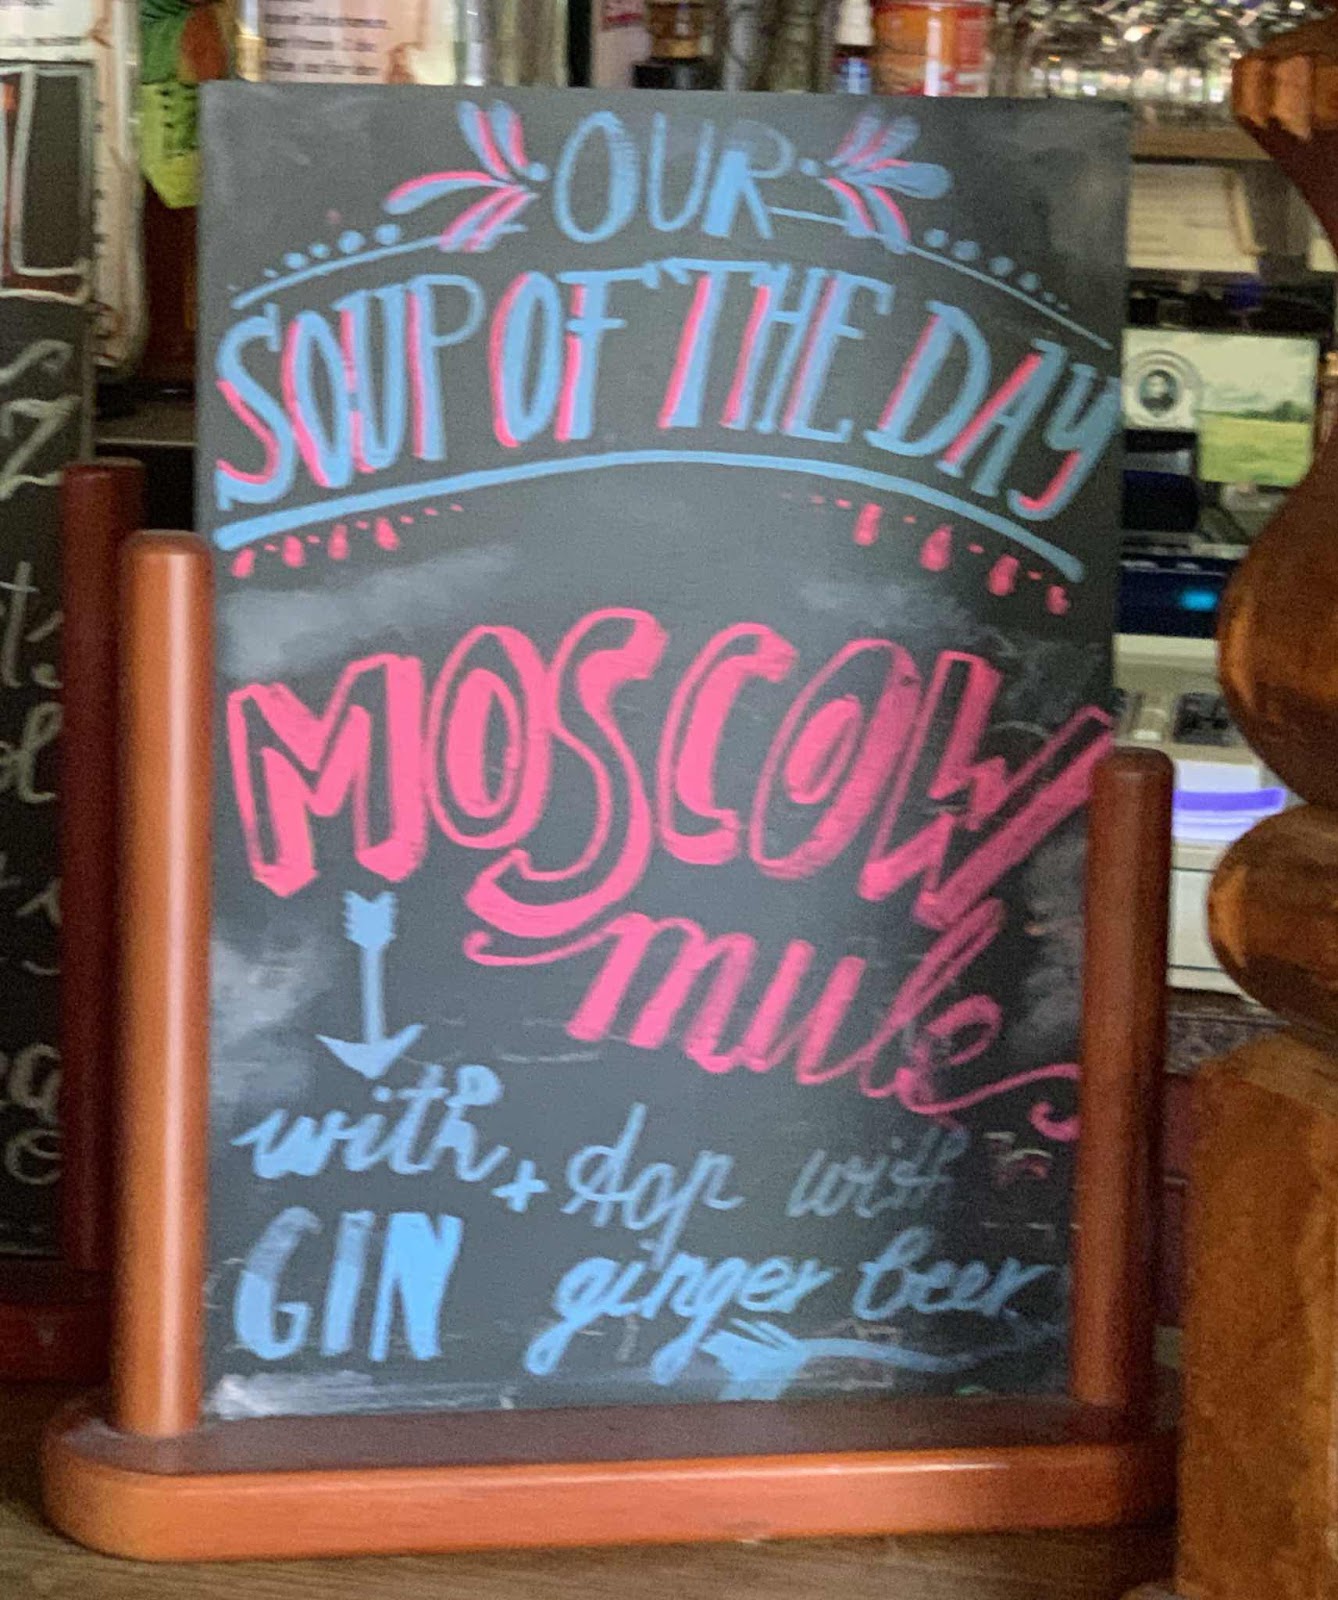 OUR
SOUP OF THE DAY
MOSCOW
mule
with + top with
GIN ginger beer